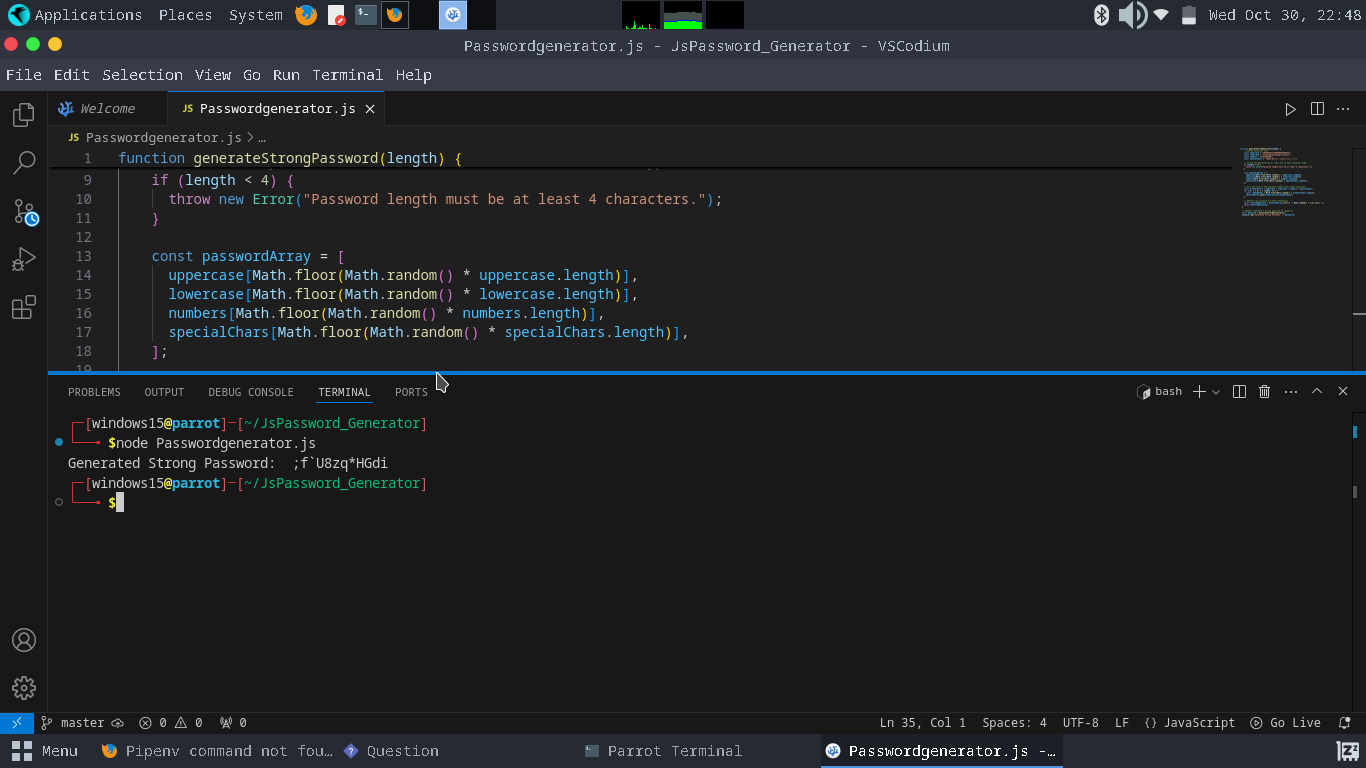 Applications Places System Wed Oct 30, 22:48
Passwordgenerator.js - JsPassword_Generator - VSCodium
File Edit Selection View Go Run Terminal Help
Welcome JS Passwordgenerator.js
JS Passwordgenerator.js > …
1 function generateStrongPassword(length) {
9 if (length < 4) {
10 throw new Error("Password length must be at least 4 characters.");
11 }
12
13 const passwordArray = [
14 uppercase[Math.floor(Math.random() * uppercase.length)],
15 lowercase[Math.floor(Math.random() * lowercase.length)],
16 numbers[Math.floor(Math.random() * numbers.length)],
17 specialChars[Math.floor(Math.random() * specialChars.length)],
18 ];
19
PROBLEMS OUTPUT DEBUG CONSOLE TERMINAL PORTS bash
┌─[windows15@parrot]─[~/JsPassword_Generator]
└──╼ $node Passwordgenerator.js
Generated Strong Password:  ;f`U8zq*HGdi
┌─[windows15@parrot]─[~/JsPassword_Generator]
└──╼ $
master 0 0 0 Ln 35, Col 1 Spaces: 4 UTF-8 LF {} JavaScript Go Live
Menu Pipenv command not fou… Question Parrot Terminal Passwordgenerator.js -…